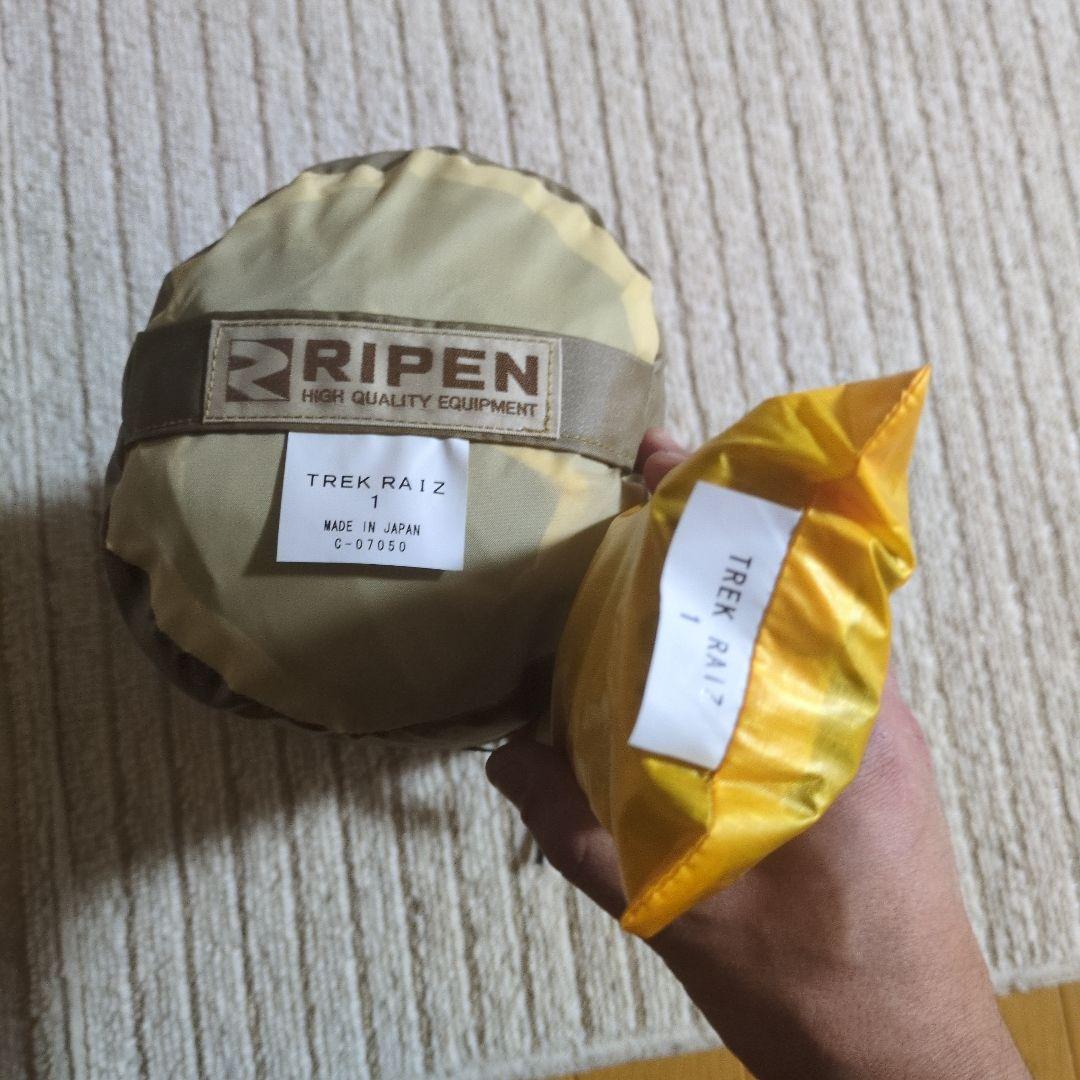 RIPEN
HIGH QUALITY EQUIPMENT
TREK RAIZ
1
MADE IN JAPAN
C-07050
TREK RAIZ
1